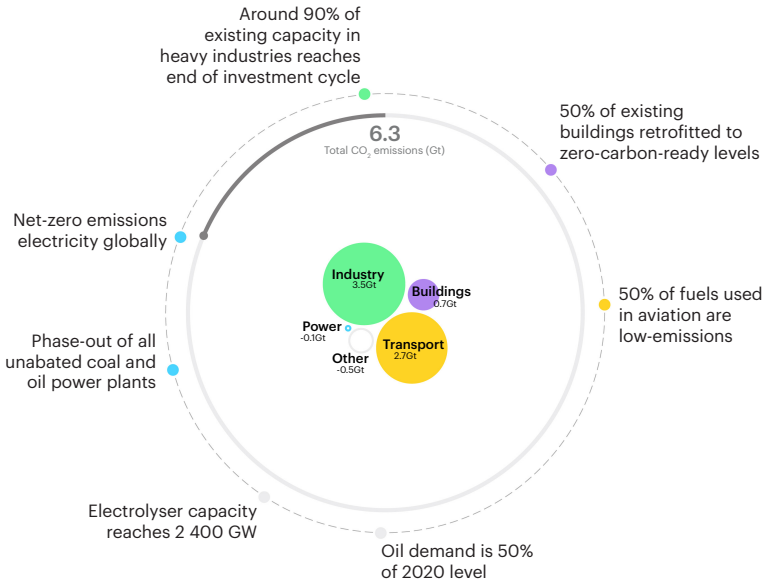 Around 90% of
existing capacity in
heavy industries reaches
end of investment cycle
50% of existing
buildings retrofitted to
zero-carbon-ready levels
6.3
Total CO₂ emissions (Gt)
Net-zero emissions
electricity globally
Industry
3.5Gt
Buildings
0.7Gt
50% of fuels used
in aviation are
low-emissions
Power
-0.1Gt
Transport
2.7Gt
Other
-0.5Gt
Phase-out of all
unabated coal and
oil power plants
Electrolyser capacity
reaches 2 400 GW
Oil demand is 50%
of 2020 level